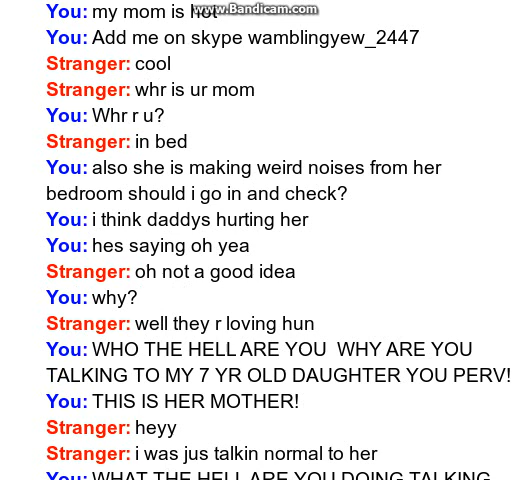 www.Bandicam.com
You: my mom is hot
You: Add me on skype wamblingyew_2447
Stranger: cool
Stranger: whr is ur mom
You: Whr r u?
Stranger: in bed
You: also she is making weird noises from her
bedroom should i go in and check?
You: i think daddys hurting her
You: hes saying oh yea
Stranger: oh not a good idea
You: why?
Stranger: well they r loving hun
You: WHO THE HELL ARE YOU  WHY ARE YOU
TALKING TO MY 7 YR OLD DAUGHTER YOU PERV!
You: THIS IS HER MOTHER!
Stranger: heyy
Stranger: i was jus talkin normal to her
You: WHAT THE HELL ARE YOU DOING TALKING